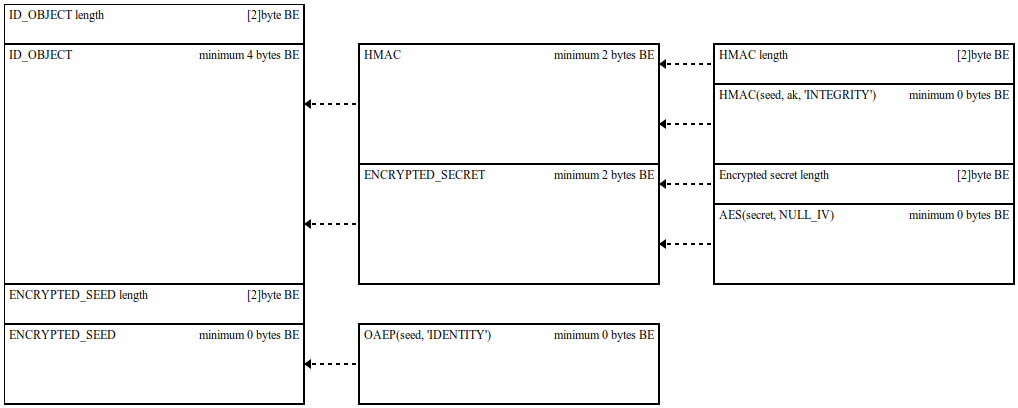 ID_OBJECT length [2]byte BE
ID_OBJECT minimum 4 bytes BE
HMAC minimum 2 bytes BE
HMAC length [2]byte BE
HMAC(seed, ak, 'INTEGRITY') minimum 0 bytes BE
ENCRYPTED_SECRET minimum 2 bytes BE
Encrypted secret length [2]byte BE
AES(secret, NULL_IV) minimum 0 bytes BE
ENCRYPTED_SEED length [2]byte BE
ENCRYPTED_SEED minimum 0 bytes BE
OAEP(seed, 'IDENTITY') minimum 0 bytes BE